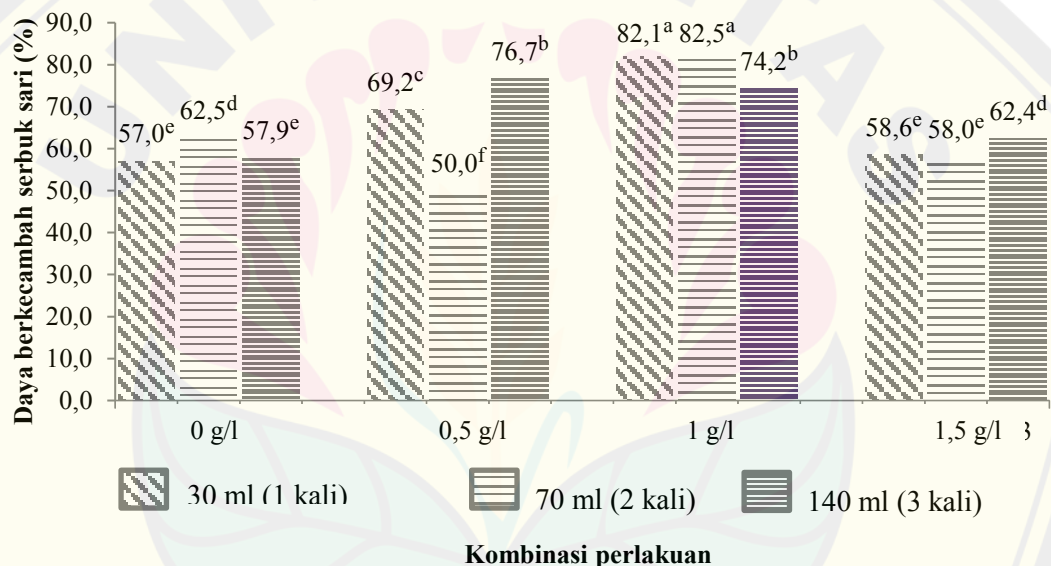 Daya berkecambah serbuk sari (%)
90,0
80,0
70,0
60,0
50,0
40,0
30,0
20,0
10,0
0,0
57,0ᵉ 62,5ᵈ 57,9ᵉ
69,2ᶜ 50,0ᶠ 76,7ᵇ
82,1ᵃ 82,5ᵃ 74,2ᵇ
58,6ᵉ 58,0ᵉ 62,4ᵈ
0 g/l 0,5 g/l 1 g/l 1,5 g/l
30 ml (1 kali) 70 ml (2 kali) 140 ml (3 kali)
Kombinasi perlakuan